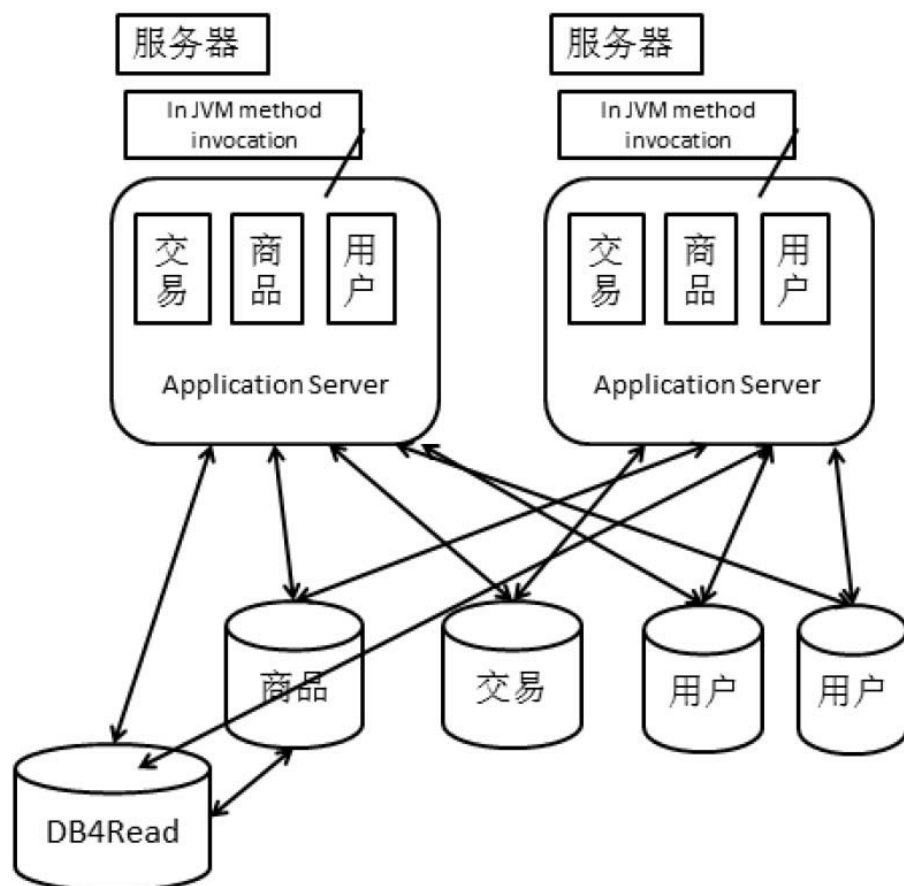 服务器
服务器
In JVM method
invocation
In JVM method
invocation
交易
商品
用户
交易
商品
用户
Application Server
Application Server
商品
交易
用户
用户
DB4Read